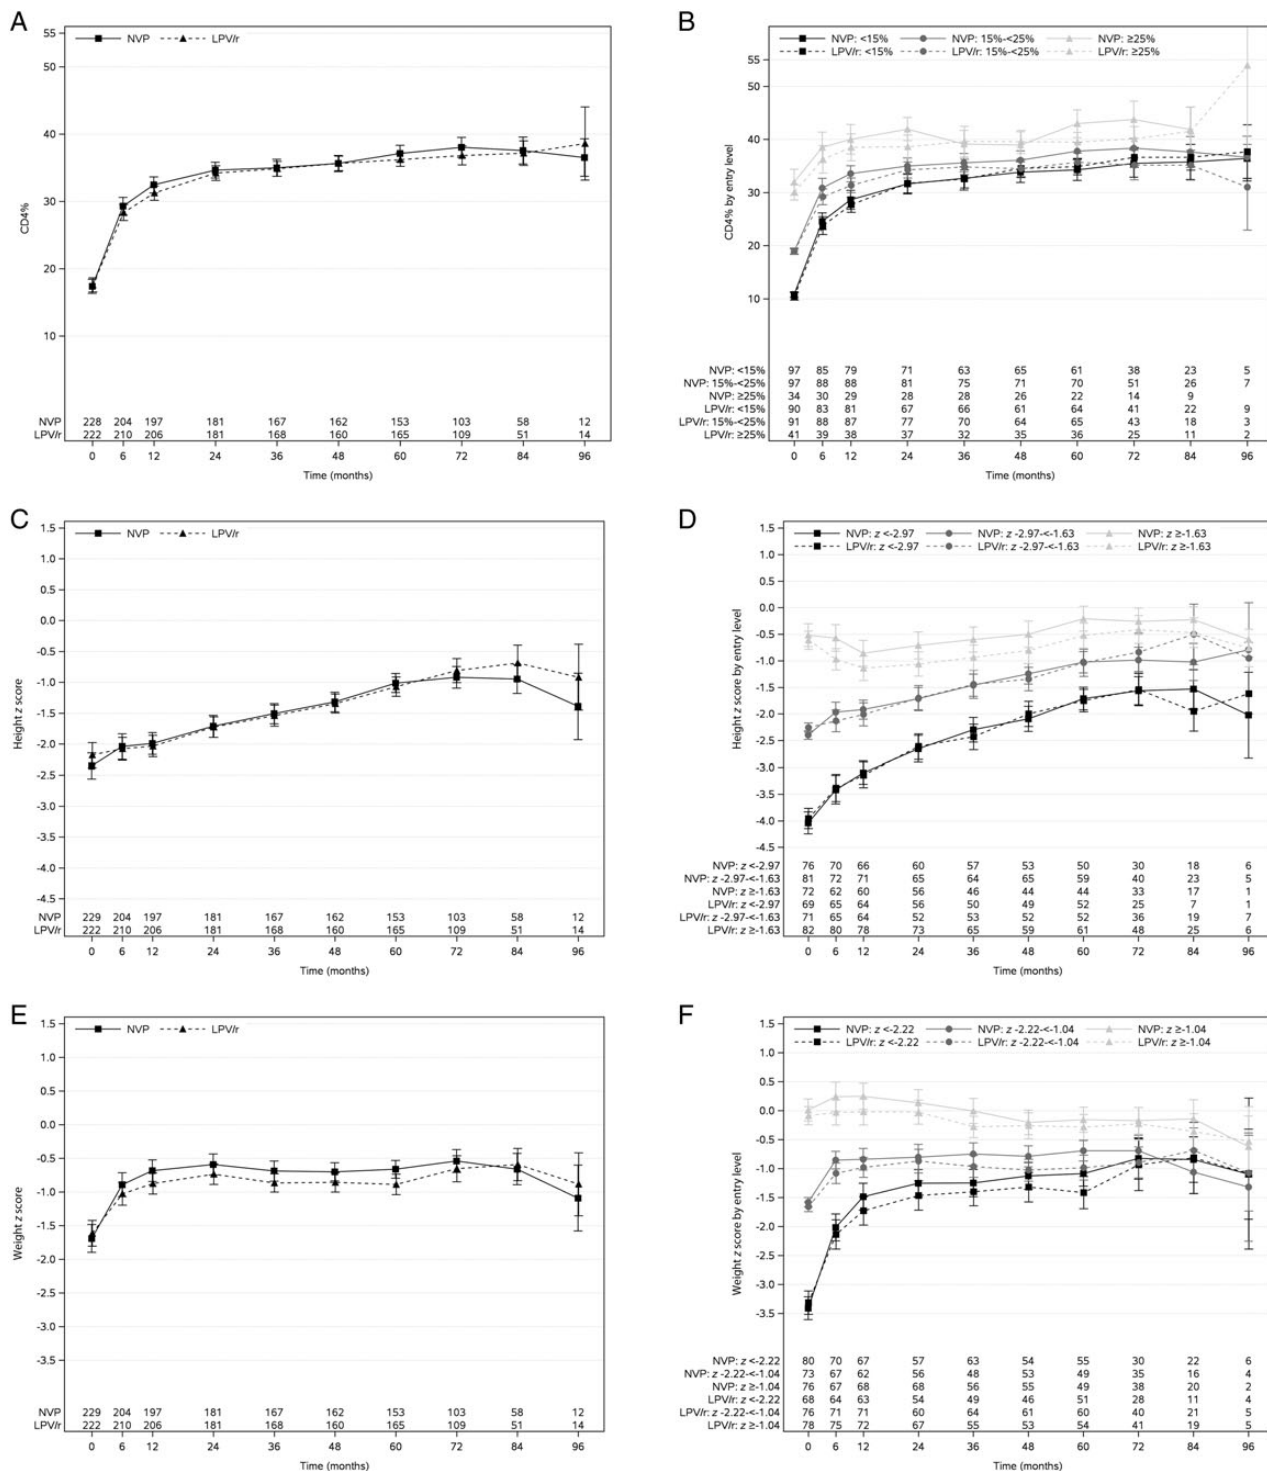 A
NVP LPV/r
55
50
40
30
20
10
CD4%
NVP 228 204 197 181 167 162 153 103 58 12
LPV/r 222 210 206 181 168 160 165 109 51 14
0 6 12 24 36 48 60 72 84 96
Time (months)
B
NVP: <15% NVP: 15%-<25% NVP: ≥25%
LPV/r: <15% LPV/r: 15%-<25% LPV/r: ≥25%
55
50
40
30
20
10
CD4% by entry level
NVP: <15% 97 85 79 71 63 65 61 38 23 5
NVP: 15%-<25% 97 88 88 81 75 71 70 51 26 7
NVP: ≥25% 34 30 29 28 28 26 22 14 9
LPV/r: <15% 90 83 81 67 66 61 64 41 22 9
LPV/r: 15%-<25% 91 88 87 77 70 64 65 43 18 3
LPV/r: ≥25% 41 39 38 37 32 35 36 25 11 2
0 6 12 24 36 48 60 72 84 96
Time (months)
C
NVP LPV/r
1.5
1.0
0.5
0.0
-0.5
-1.0
-1.5
-2.0
-2.5
-3.0
-3.5
-4.0
-4.5
Height z score
NVP 229 204 197 181 167 162 153 103 58 12
LPV/r 222 210 206 181 168 160 165 109 51 14
0 6 12 24 36 48 60 72 84 96
Time (months)
D
NVP: z <-2.97 NVP: z -2.97-<-1.63 NVP: z ≥-1.63
LPV/r: z <-2.97 LPV/r: z -2.97-<-1.63 LPV/r: z ≥-1.63
1.5
1.0
0.5
0.0
-0.5
-1.0
-1.5
-2.0
-2.5
-3.0
-3.5
-4.0
-4.5
Height z score by entry level
NVP: z <-2.97 76 70 66 60 57 53 50 30 18 6
NVP: z -2.97-<-1.63 81 72 71 65 64 65 59 40 23 5
NVP: z ≥-1.63 72 62 60 56 46 44 44 33 17 1
LPV/r: z <-2.97 69 65 64 56 50 49 52 25 7 1
LPV/r: z -2.97-<-1.63 71 65 64 52 53 52 52 36 19 7
LPV/r: z ≥-1.63 82 80 78 73 65 59 61 48 25 6
0 6 12 24 36 48 60 72 84 96
Time (months)
E
NVP LPV/r
1.5
1.0
0.5
0.0
-0.5
-1.0
-1.5
-2.0
-2.5
-3.0
-3.5
Weight z score
NVP 229 204 197 181 167 162 153 103 58 12
LPV/r 222 210 206 181 168 160 165 109 51 14
0 6 12 24 36 48 60 72 84 96
Time (months)
F
NVP: z <-2.22 NVP: z -2.22-<-1.04 NVP: z ≥-1.04
LPV/r: z <-2.22 LPV/r: z -2.22-<-1.04 LPV/r: z ≥-1.04
1.5
1.0
0.5
0.0
-0.5
-1.0
-1.5
-2.0
-2.5
-3.0
-3.5
Weight z score by entry level
NVP: z <-2.22 80 70 67 57 63 54 55 30 22 6
NVP: z -2.22-<-1.04 73 67 62 56 48 53 49 35 16 4
NVP: z ≥-1.04 76 67 68 68 56 55 49 38 20 2
LPV/r: z <-2.22 68 64 63 54 49 46 51 28 11 4
LPV/r: z -2.22-<-1.04 76 71 71 60 64 61 60 40 21 5
LPV/r: z ≥-1.04 78 75 72 67 55 53 54 41 19 5
0 6 12 24 36 48 60 72 84 96
Time (months)